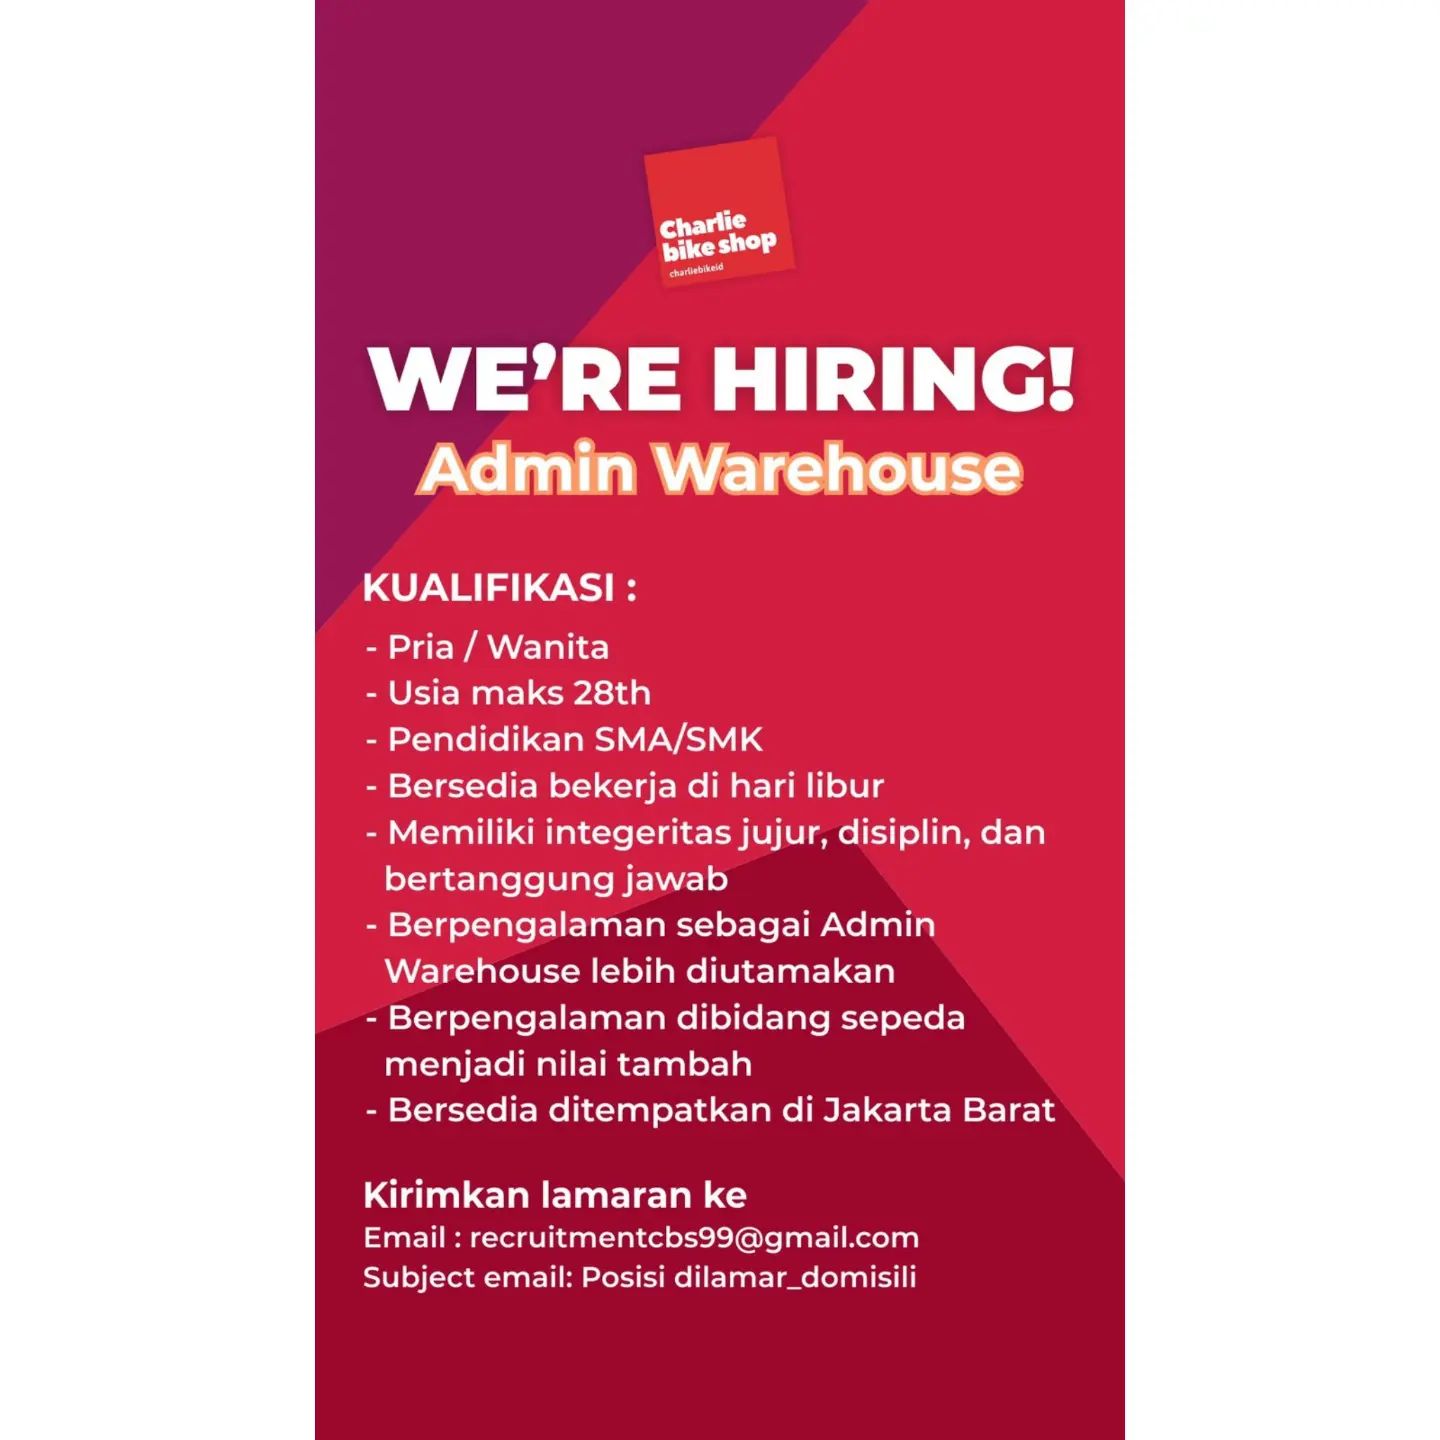 Charlie
bike shop
charliebikeid
WE'RE HIRING!
Admin Warehouse
KUALIFIKASI :
- Pria / Wanita
- Usia maks 28th
- Pendidikan SMA/SMK
- Bersedia bekerja di hari libur
- Memiliki integeritas jujur, disiplin, dan
bertanggung jawab
- Berpengalaman sebagai Admin
Warehouse lebih diutamakan
- Berpengalaman dibidang sepeda
menjadi nilai tambah
- Bersedia ditempatkan di Jakarta Barat
Kirimkan lamaran ke
Email : recruitmentcbs99@gmail.com
Subject email: Posisi dilamar_domisili